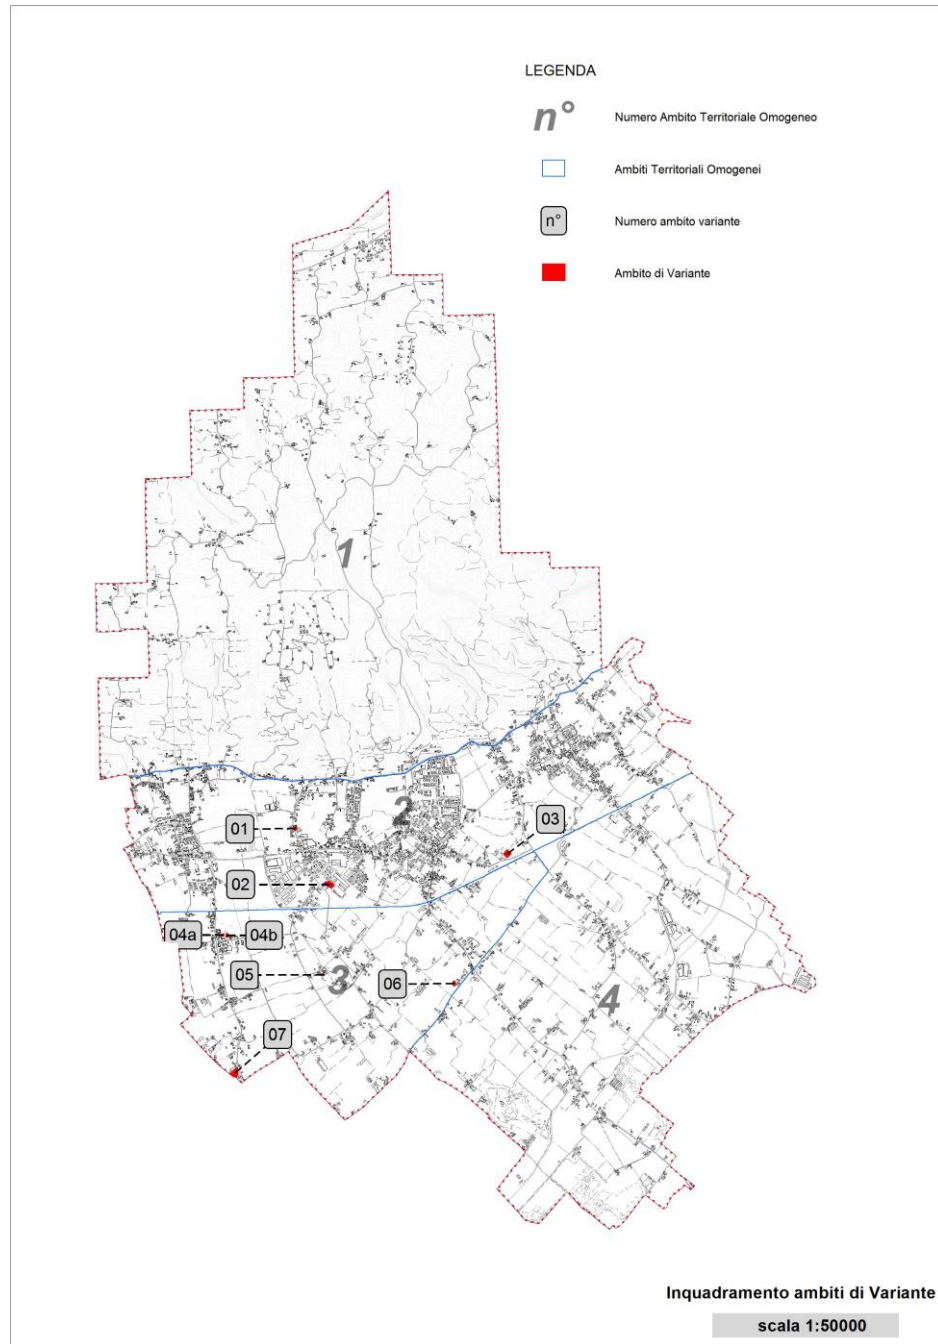 LEGENDA
n° Numero Ambito Territoriale Omogeneo
Ambiti Territoriali Omogenei
n° Numero ambito variante
Ambito di Variante
1
2
01
03
02
04a 04b
05
3
06
4
07
Inquadramento ambiti di Variante
scala 1:50000